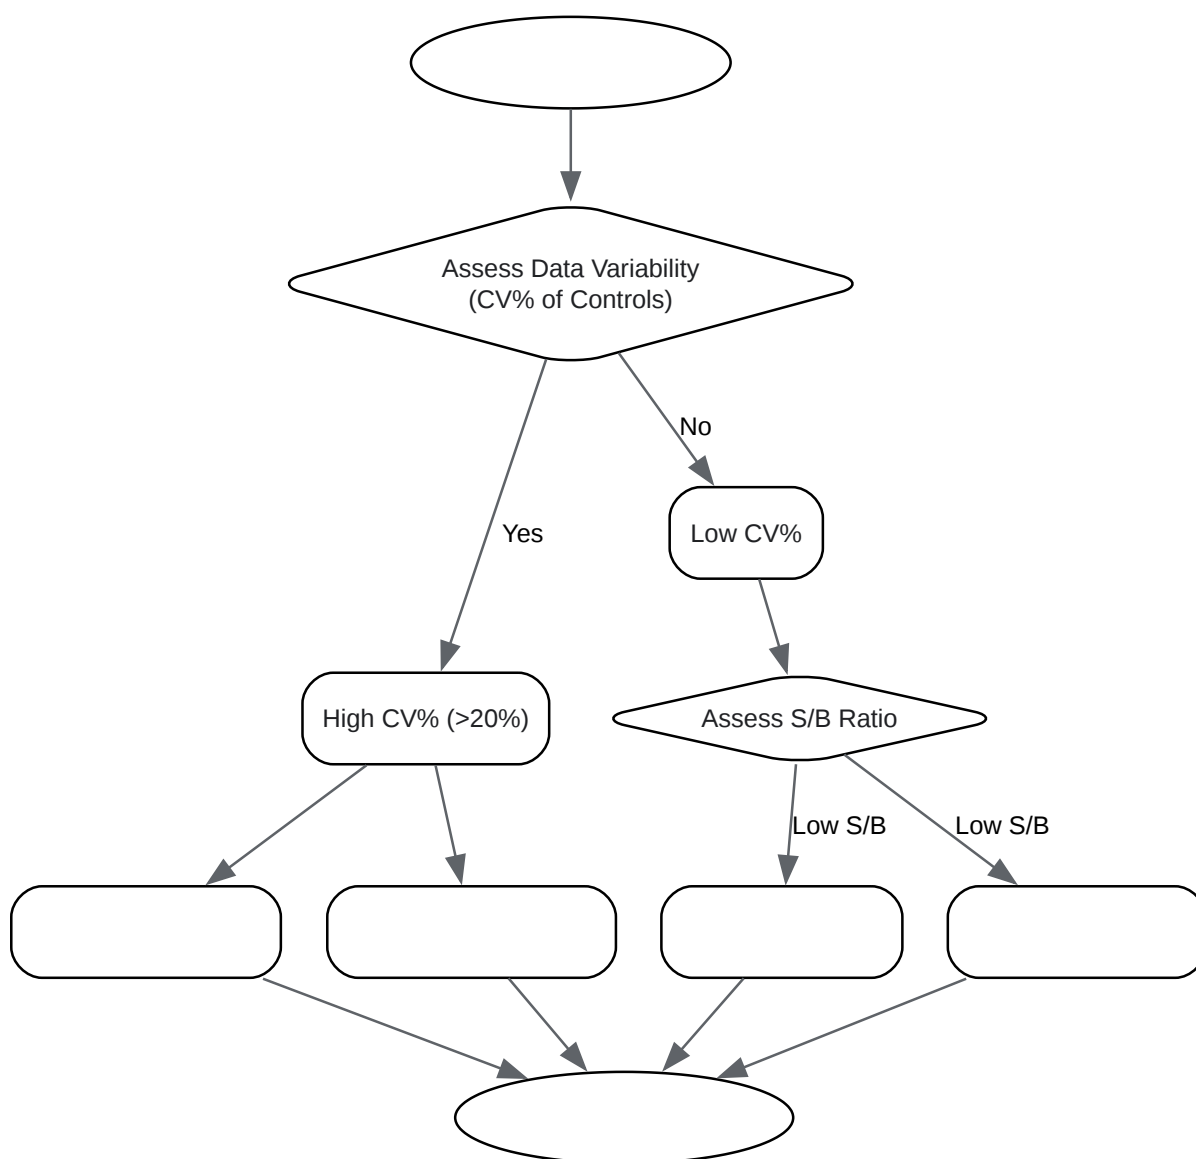 Assess Data Variability
(CV% of Controls)
No
Yes
Low CV%
High CV% (>20%)
Assess S/B Ratio
Low S/B
Low S/B